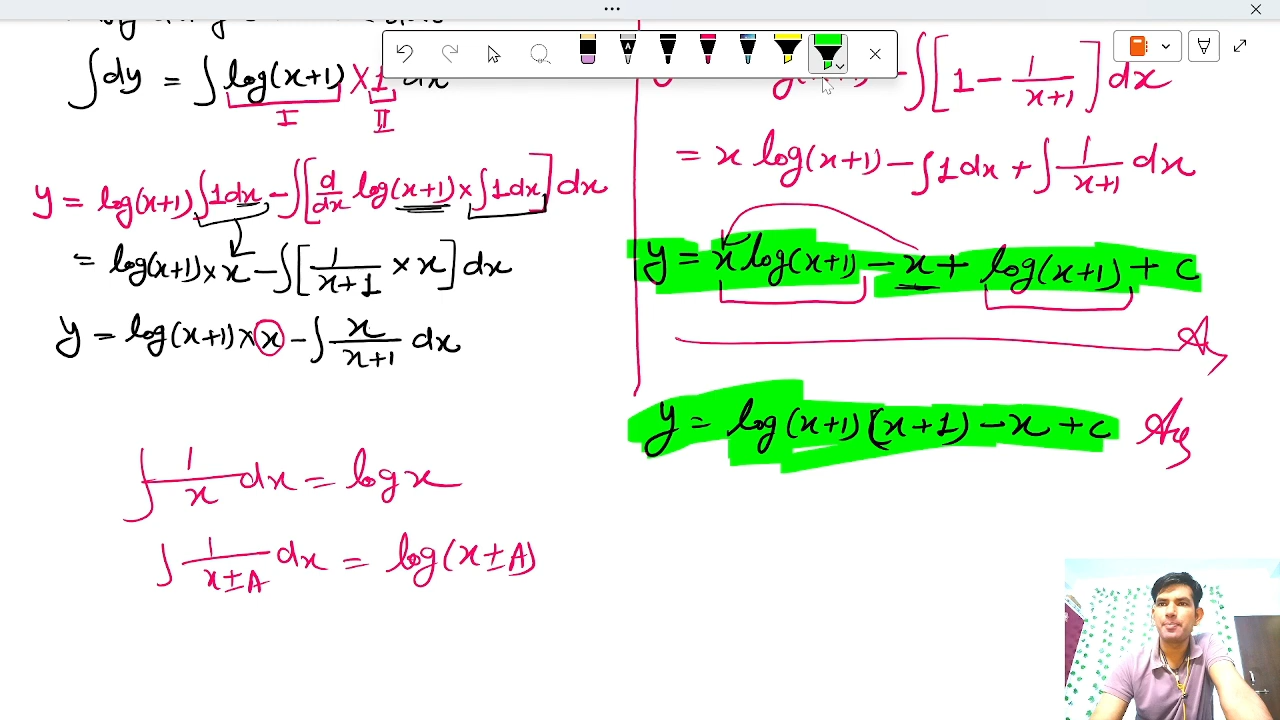 ∫dy = ∫log(x+1) × 1 dx
I II
y = log(x+1)∫1dx - ∫[d/dx log(x+1) × ∫1dx]dx
= log(x+1) × x - ∫[1/(x+1) × x]dx
y = log(x+1) × x - ∫ x/(x+1) dx
∫ 1/x dx = log x
∫ 1/(x±A) dx = log(x±A)
- ∫[1 - 1/(x+1)]dx
= x log(x+1) - ∫1dx + ∫ 1/(x+1) dx
y = x log(x+1) - x + log(x+1) + c
y = log(x+1)(x+1) - x + c